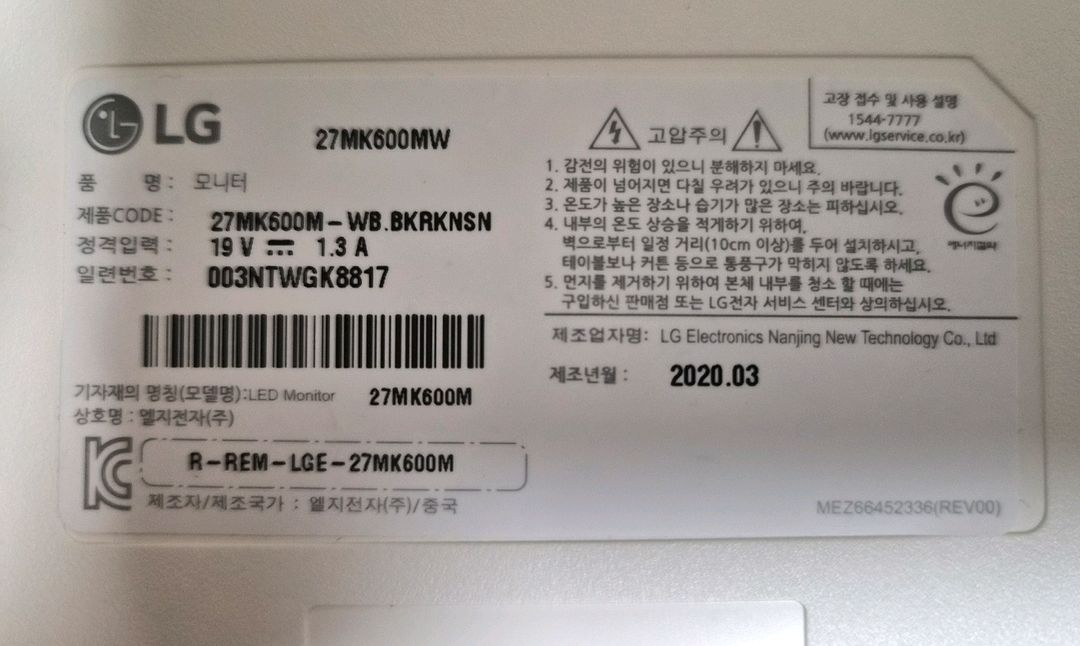 LG
27MK600MW
품 명 : 모니터
제품CODE : 27MK600M-WB.BKRKNSN
정격입력 : 19 V ⎓ 1.3 A
일련번호 : 003NTWGK8817
기자재의 명칭(모델명):LED Monitor 27MK600M
상호명 : 엘지전자(주)
R-REM-LGE-27MK600M
제조자/제조국가 : 엘지전자(주)/중국
고압주의
고장 접수 및 사용 설명
1544-7777
(www.lgservice.co.kr)
1. 감전의 위험이 있으니 분해하지 마세요.
2. 제품이 넘어지면 다칠 우려가 있으니 주의 바랍니다.
3. 온도가 높은 장소나 습기가 많은 장소는 피하십시오.
4. 내부의 온도 상승을 적게하기 위하여,
벽으로부터 일정 거리(10cm 이상)를 두어 설치하시고,
테이블보나 커튼 등으로 통풍구가 막히지 않도록 하세요.
5. 먼지를 제거하기 위하여 본체 내부를 청소 할 때에는
구입하신 판매점 또는 LG전자 서비스 센터와 상의하십시오.
에너지절약
제조업자명: LG Electronics Nanjing New Technology Co., Ltd
제조년월 : 2020.03
MEZ66452336(REV00)